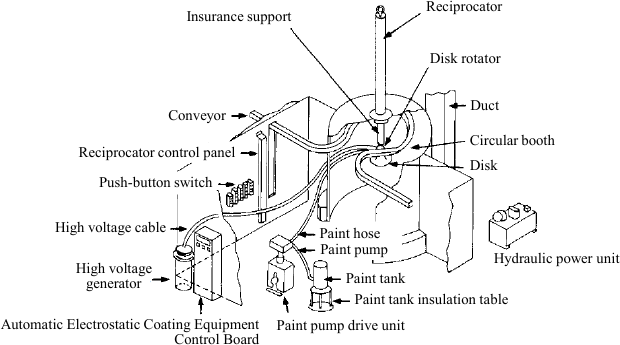 Reciprocator
Insurance support
Disk rotator
Duct
Conveyor
Circular booth
Reciprocator control panel
Disk
Push-button switch
High voltage cable
Paint hose
Paint pump
Hydraulic power unit
High voltage
generator
Paint tank
Paint tank insulation table
Automatic Electrostatic Coating Equipment
Control Board
Paint pump drive unit